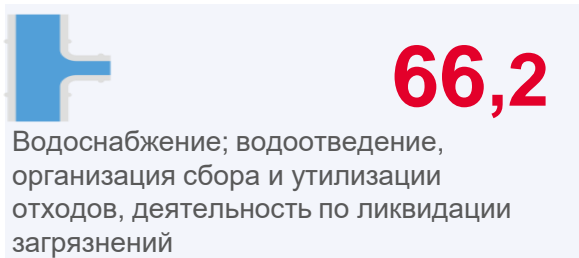 66,2
Водоснабжение; водоотведение,
организация сбора и утилизации
отходов, деятельность по ликвидации
загрязнений